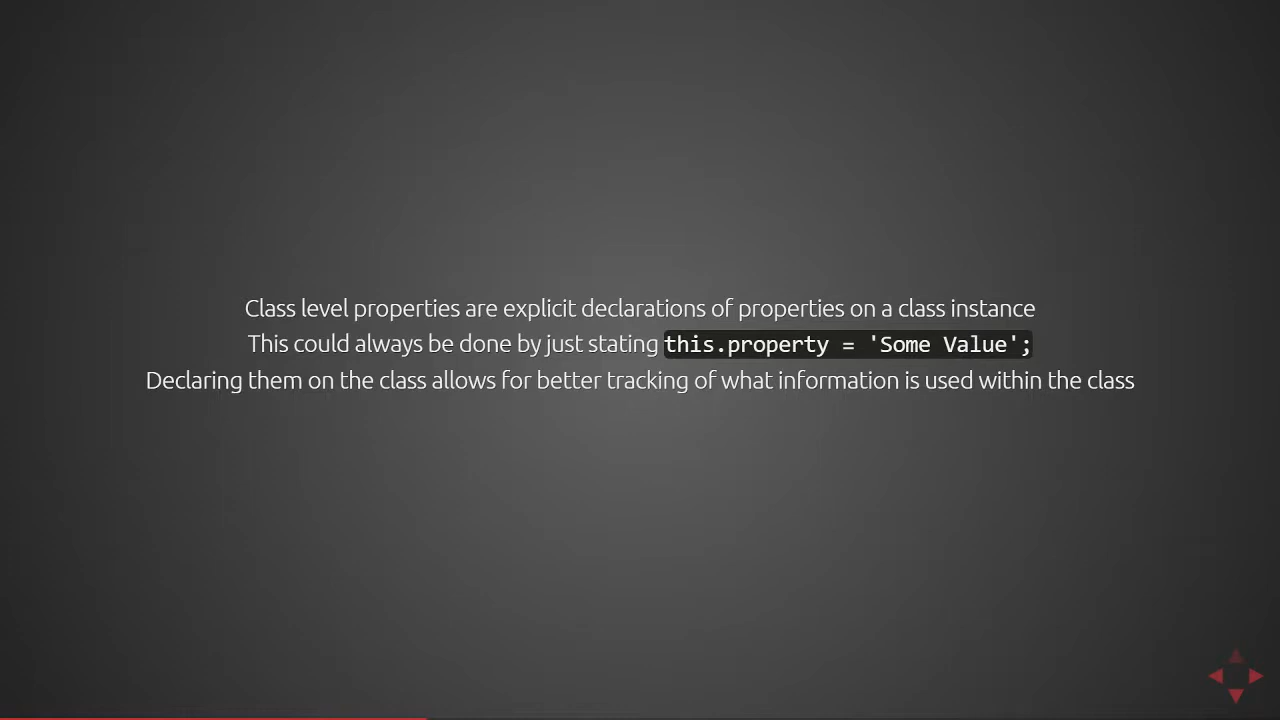 Class level properties are explicit declarations of properties on a class instance
This could always be done by just stating this.property = 'Some Value';
Declaring them on the class allows for better tracking of what information is used within the class